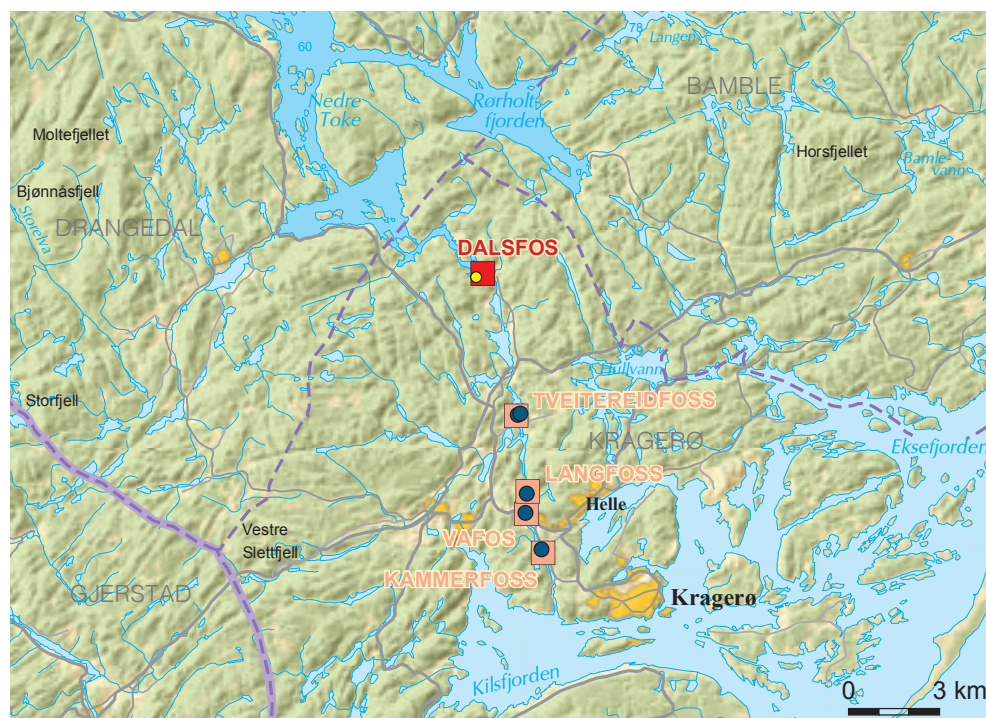 78
Langen
60
BAMBLE
Nedre
Toke
Rørholt-
fjorden
Moltefjellet
Horsfjellet
Bamle-
vann
Bjønnåsfjell
Storelva
DRANGEDAL
DALSFOS
Hullvann
Storfjell
TVEITEREIDFOSS
KRAGERØ
Eksefjorden
LANGFOSS
Helle
Vestre
Slettfjell
VAFOS
KAMMERFOSS
GJERSTAD
Kragerø
Kilsfjorden
0 3 km